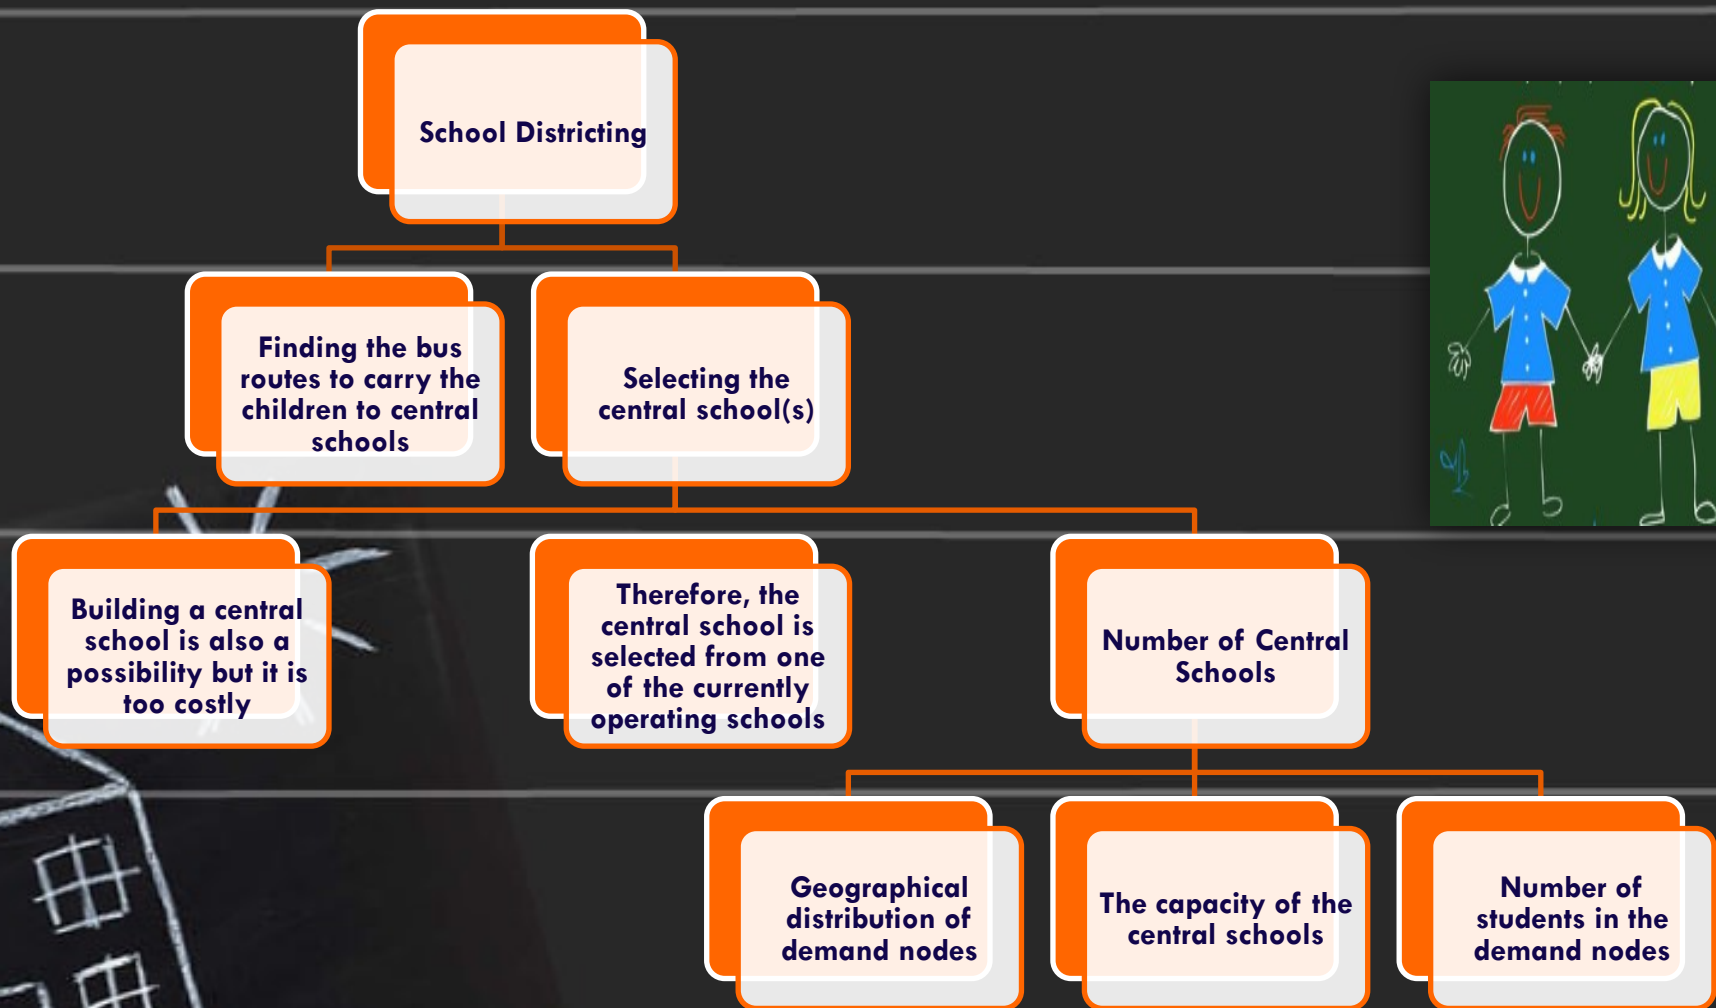 School Districting
Finding the bus
routes to carry the
children to central
schools
Selecting the
central school(s)
Building a central
school is also a
possibility but it is
too costly
Therefore, the
central school is
selected from one
of the currently
operating schools
Number of Central
Schools
Geographical
distribution of
demand nodes
The capacity of the
central schools
Number of
students in the
demand nodes